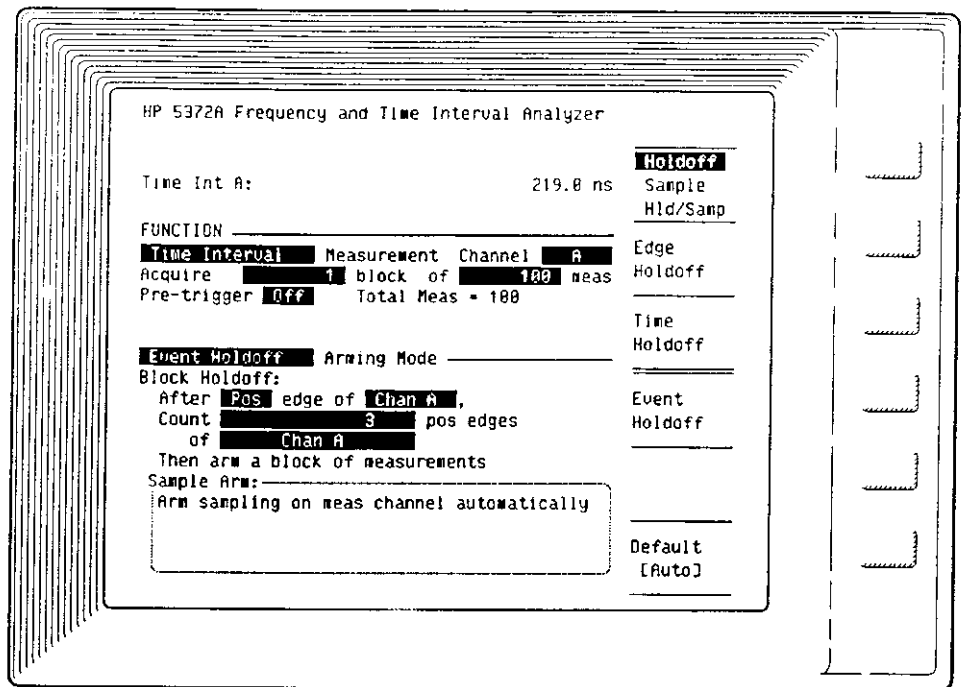 HP 5372A Frequency and Time Interval Analyzer
Time Int A: 219.0 ns
FUNCTION
Time Interval Measurement Channel A
Acquire 1 block of 100 meas
Pre-trigger Off Total Meas = 100
Event Holdoff Arming Mode
Block Holdoff:
After Pos edge of Chan A ,
Count 3 pos edges
of Chan A
Then arm a block of measurements
Sample Arm:
Arm sampling on meas channel automatically
Holdoff
Sample
Hld/Samp
Edge
Holdoff
Time
Holdoff
Event
Holdoff
Default
[Auto]